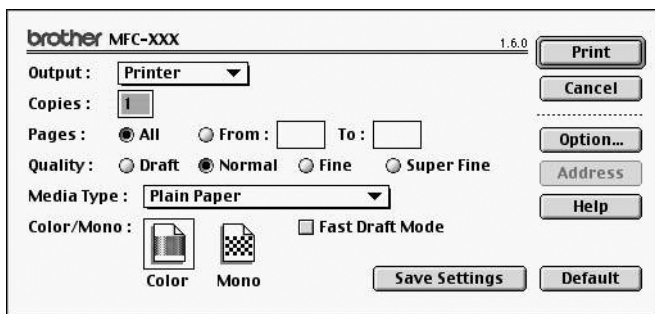 brother MFC-XXX 1.6.0
Print
Output : Printer
Cancel
Copies : 1
Pages : All From : To :
Option...
Quality : Draft Normal Fine Super Fine
Address
Media Type : Plain Paper
Help
Color/Mono : Fast Draft Mode
Color Mono
Save Settings Default